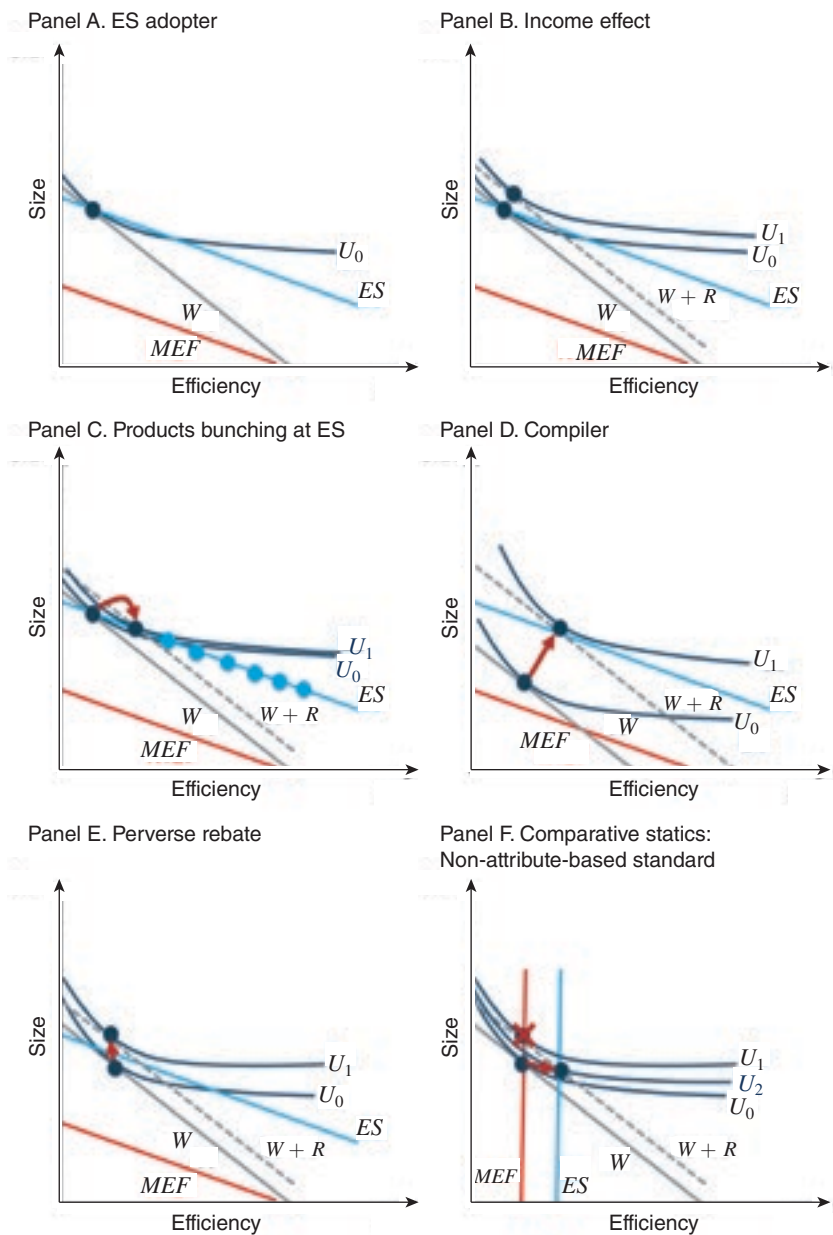 Panel A. ES adopter
Size
U0
ES
W
MEF
Efficiency
Panel B. Income effect
Size
U1
U0
ES
W + R
W
MEF
Efficiency
Panel C. Products bunching at ES
Size
U1
U0
ES
W + R
W
MEF
Efficiency
Panel D. Compiler
Size
U1
ES
W + R
U0
W
MEF
Efficiency
Panel E. Perverse rebate
Size
U1
U0
ES
W + R
W
MEF
Efficiency
Panel F. Comparative statics:
Non-attribute-based standard
Size
U1
U2
U0
W + R
W
MEF
ES
Efficiency